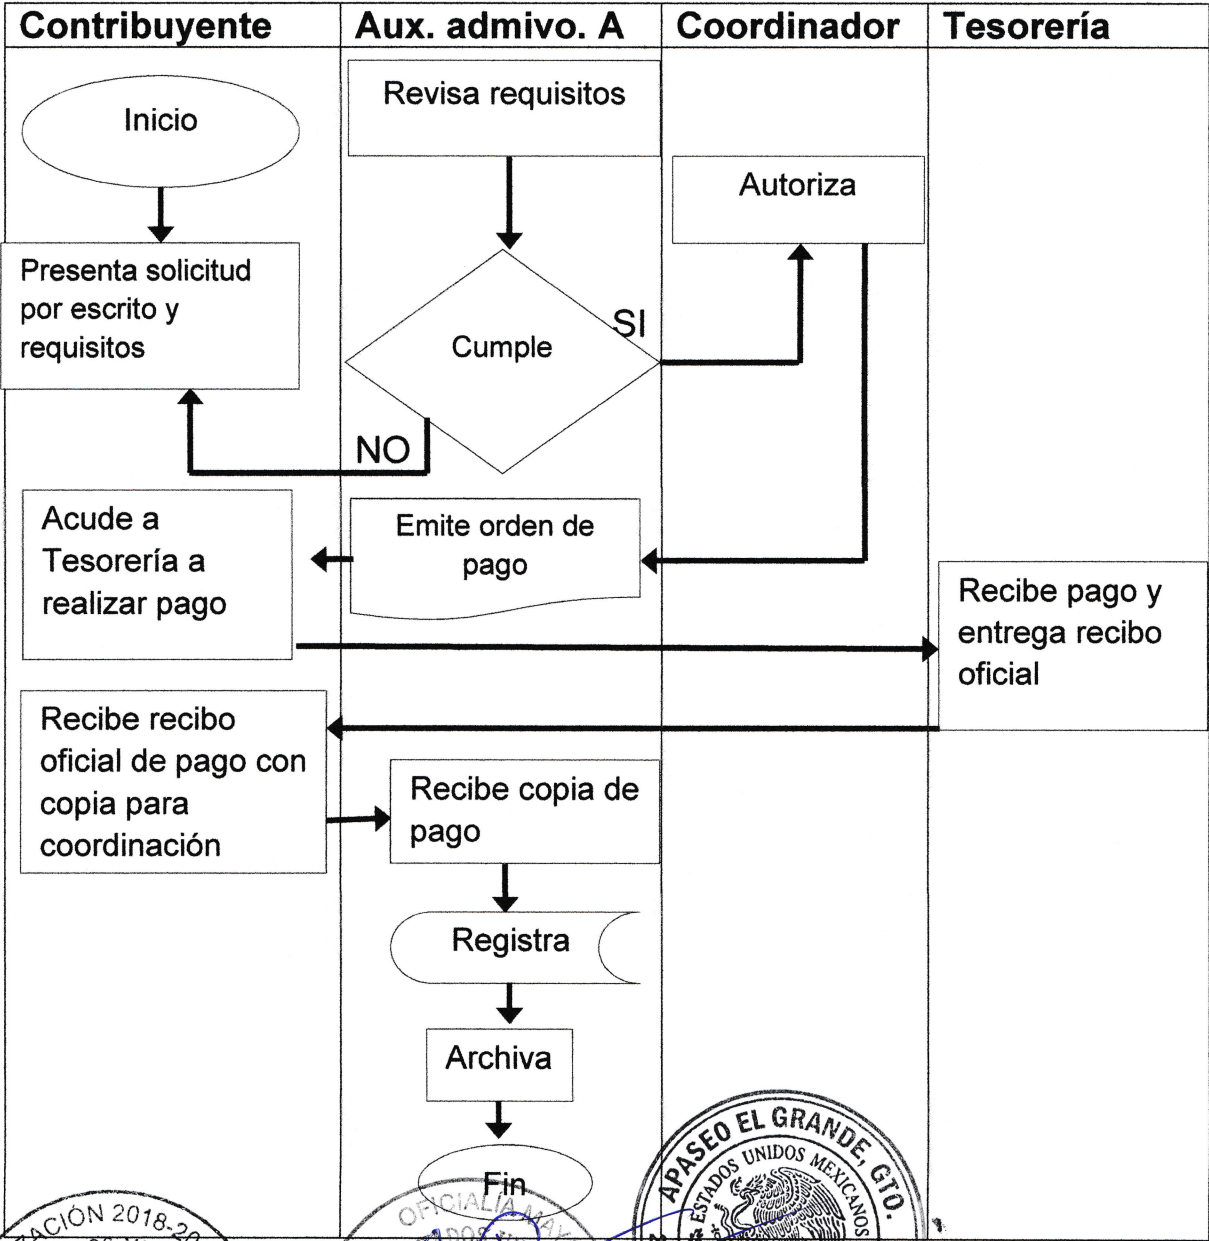 Contribuyente
Aux. admivo. A
Coordinador
Tesorería
Inicio
Revisa requisitos
Autoriza
Presenta solicitud
por escrito y
requisitos
Cumple
SI
NO
Acude a
Tesorería a
realizar pago
Emite orden de
pago
Recibe pago y
entrega recibo
oficial
Recibe recibo
oficial de pago con
copia para
coordinación
Recibe copia de
pago
Registra
Archiva
Fin
APASEO EL GRANDE, GTO.
ESTADOS UNIDOS MEXICANOS
OFICIALÍA MAY
2018-20